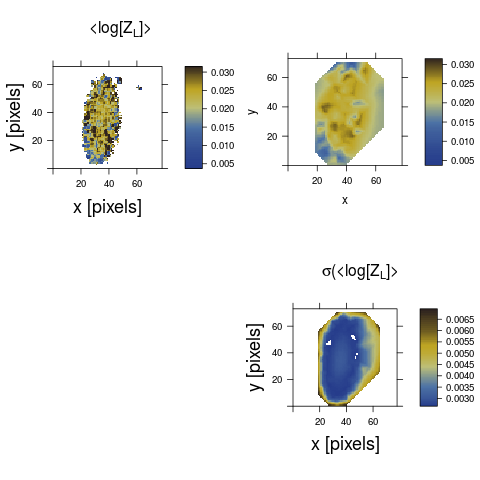 <log[Z_L]>
0.030
0.025
0.020
0.015
0.010
0.005
60
40
20
y [pixels]
20 40 60
x [pixels]
0.030
0.025
0.020
0.015
0.010
0.005
60
40
20
y
20 40 60
x
σ(<log[Z_L]>
0.0065
0.0060
0.0055
0.0050
0.0045
0.0040
0.0035
0.0030
60
40
20
y [pixels]
20 40 60
x [pixels]